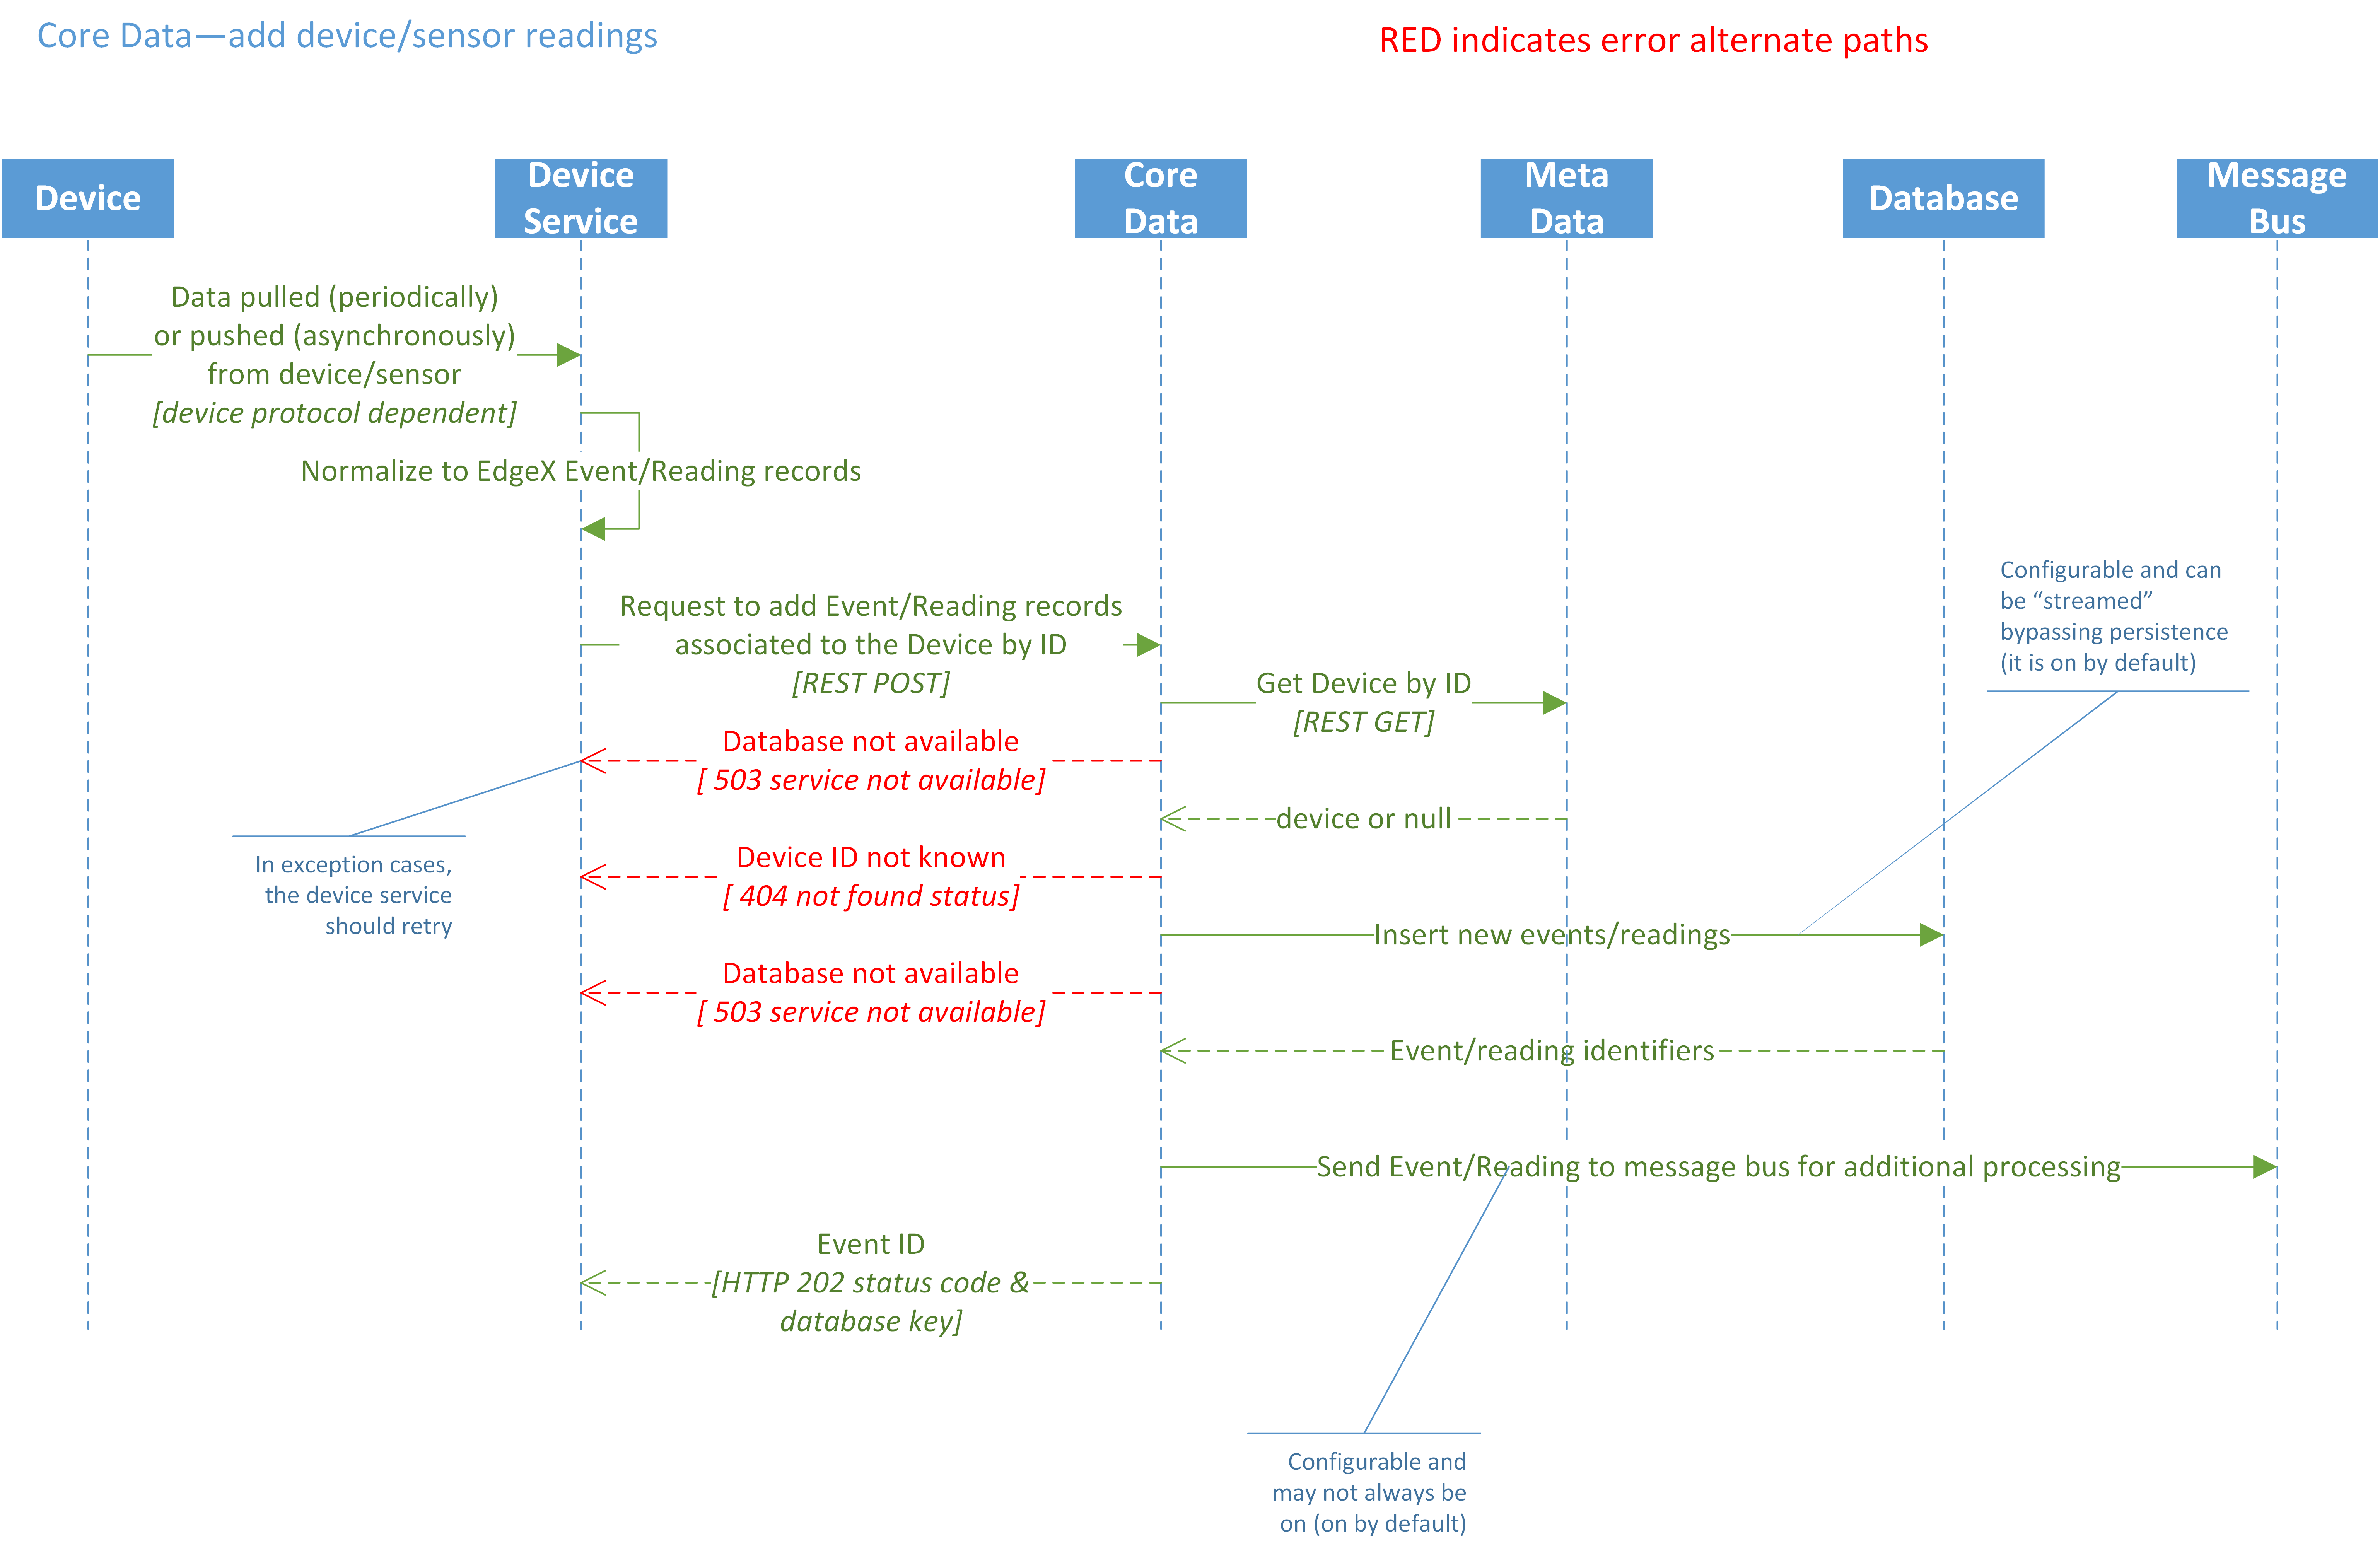 Core Data—add device/sensor readings
RED indicates error alternate paths
Device
Device
Service
Core
Data
Meta
Data
Database
Message
Bus
Data pulled (periodically)
or pushed (asynchronously)
from device/sensor
[device protocol dependent]
Normalize to EdgeX Event/Reading records
Configurable and can
be “streamed”
bypassing persistence
(it is on by default)
Request to add Event/Reading records
associated to the Device by ID
[REST POST]
Get Device by ID
[REST GET]
Database not available
[ 503 service not available]
device or null
Device ID not known
[ 404 not found status]
In exception cases,
the device service
should retry
Insert new events/readings
Database not available
[ 503 service not available]
Event/reading identifiers
Send Event/Reading to message bus for additional processing
Event ID
[HTTP 202 status code &
database key]
Configurable and
may not always be
on (on by default)